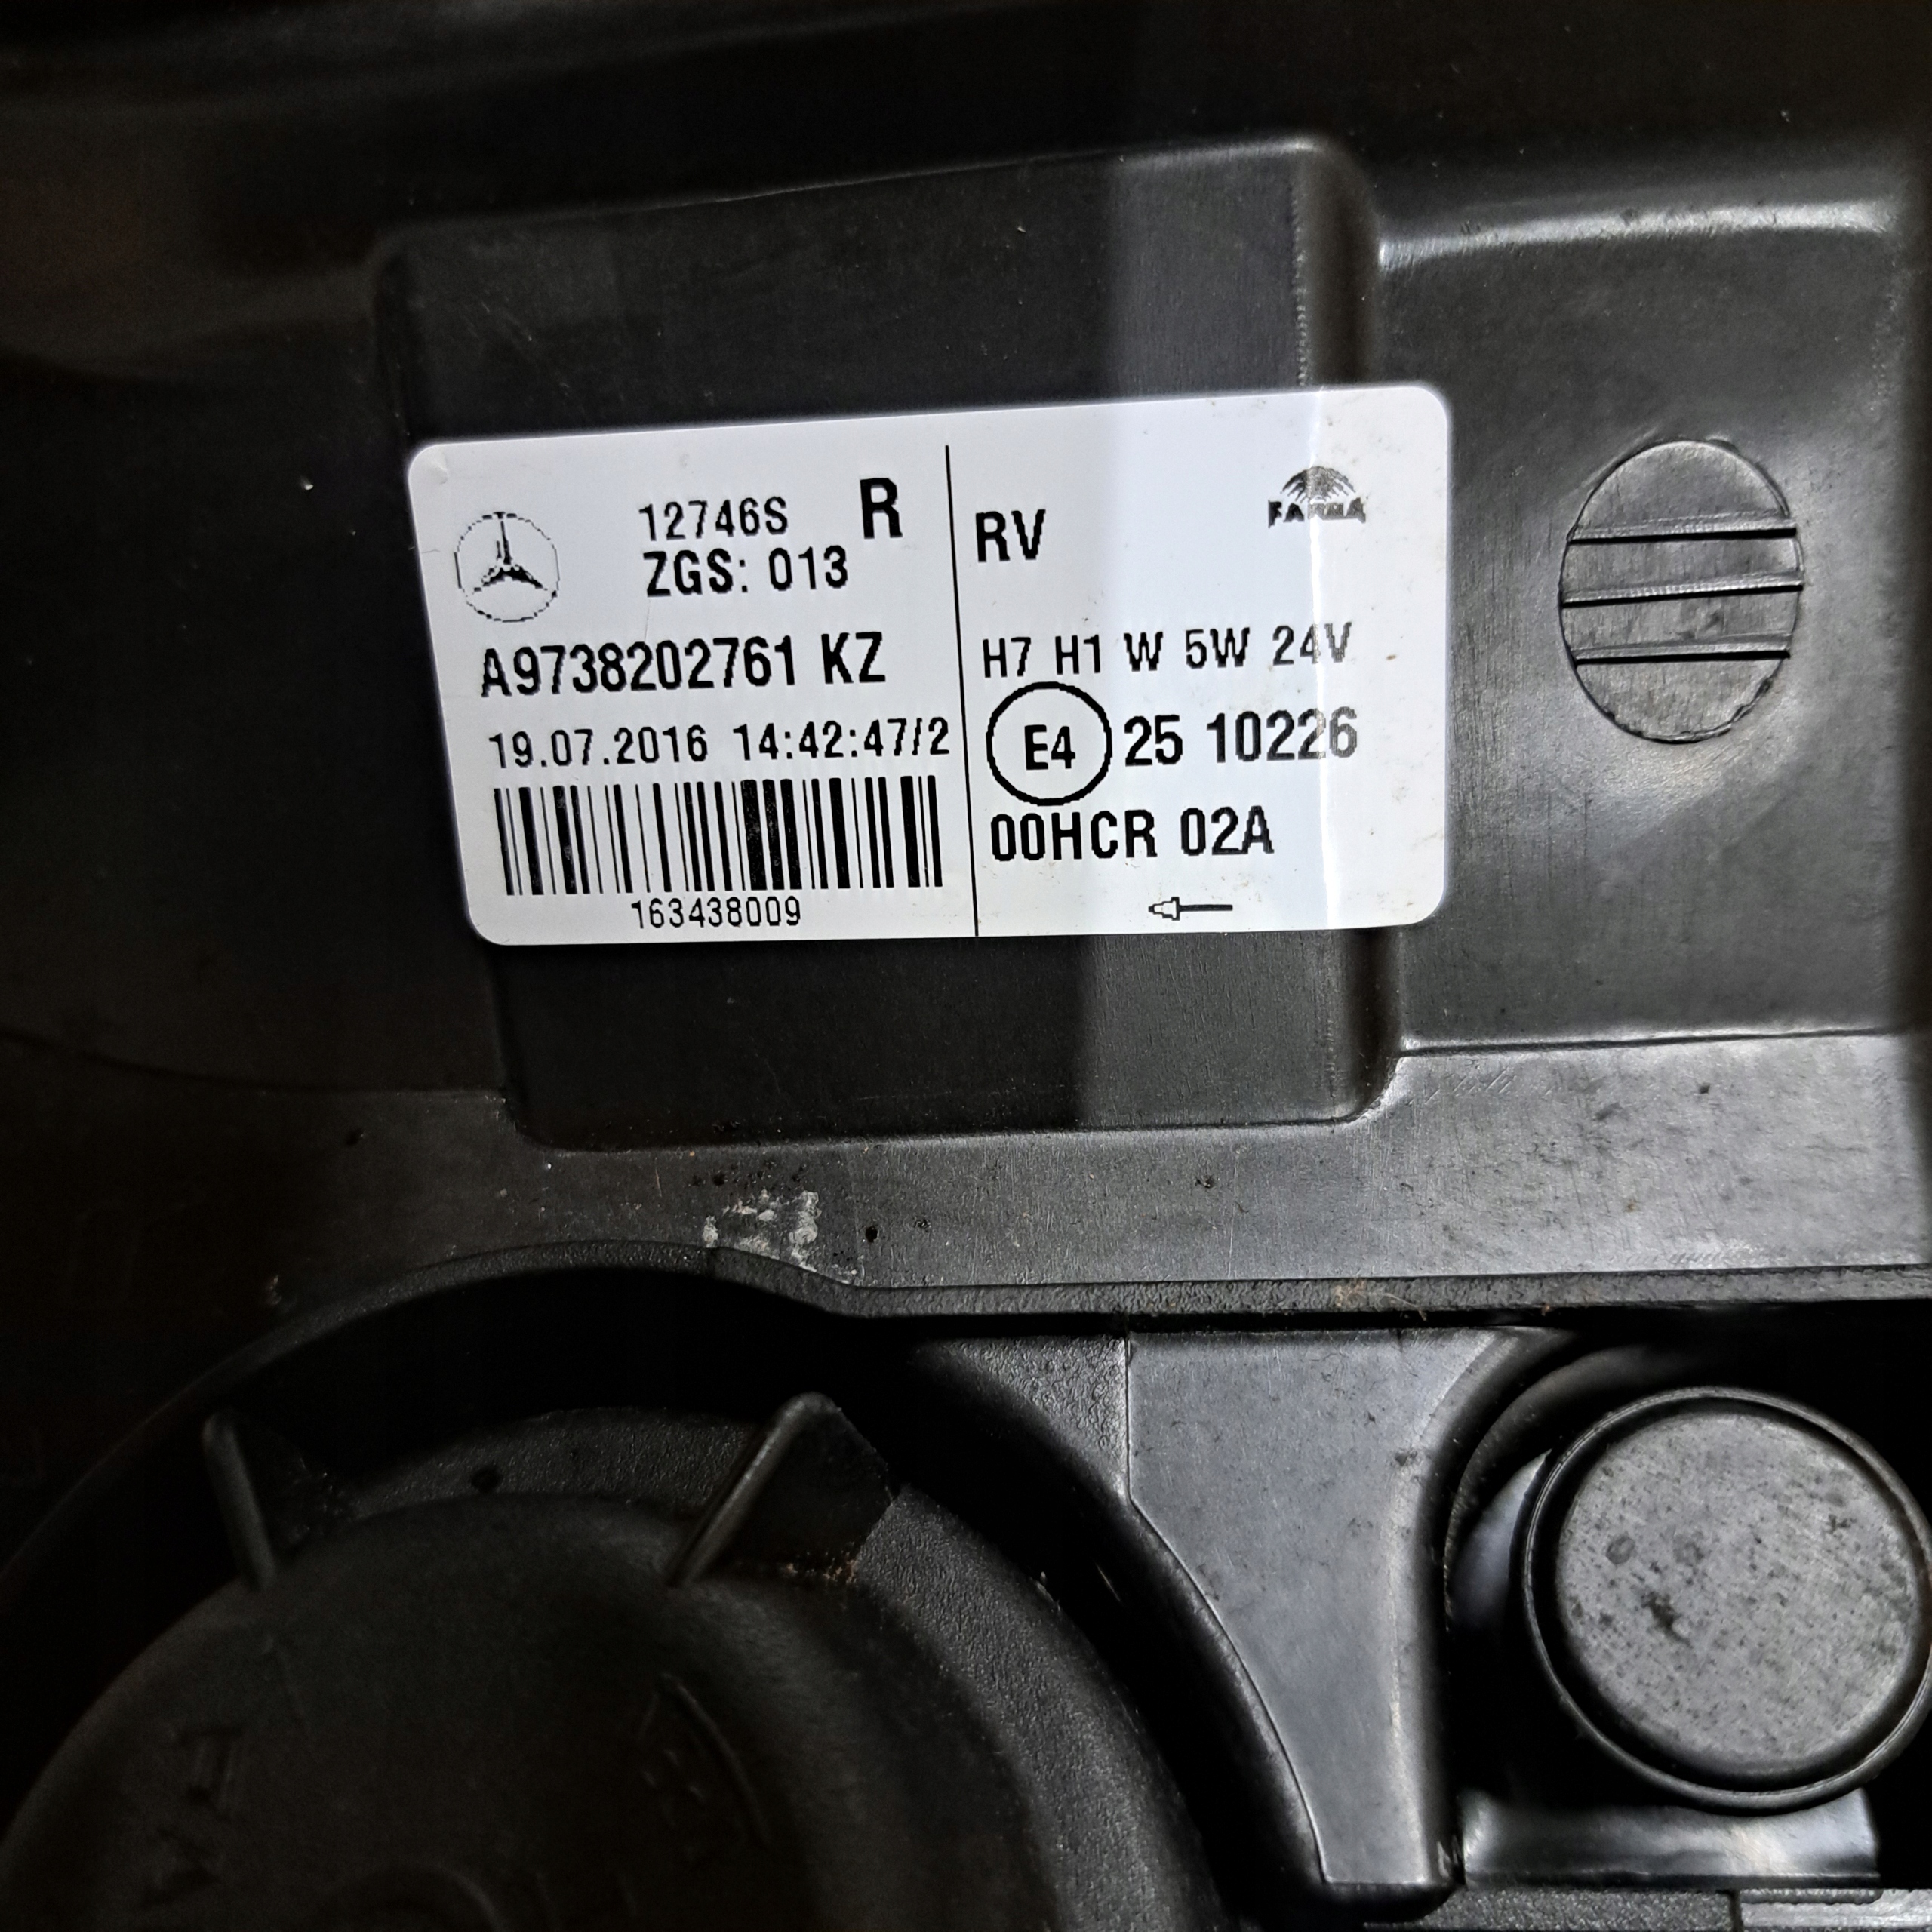 12746S R
ZGS: 013
A9738202761 KZ
19.07.2016 14:42:47/2
163438009
RV
FARBA
H7 H1 W 5W 24V
E4 25 10226
00HCR 02A